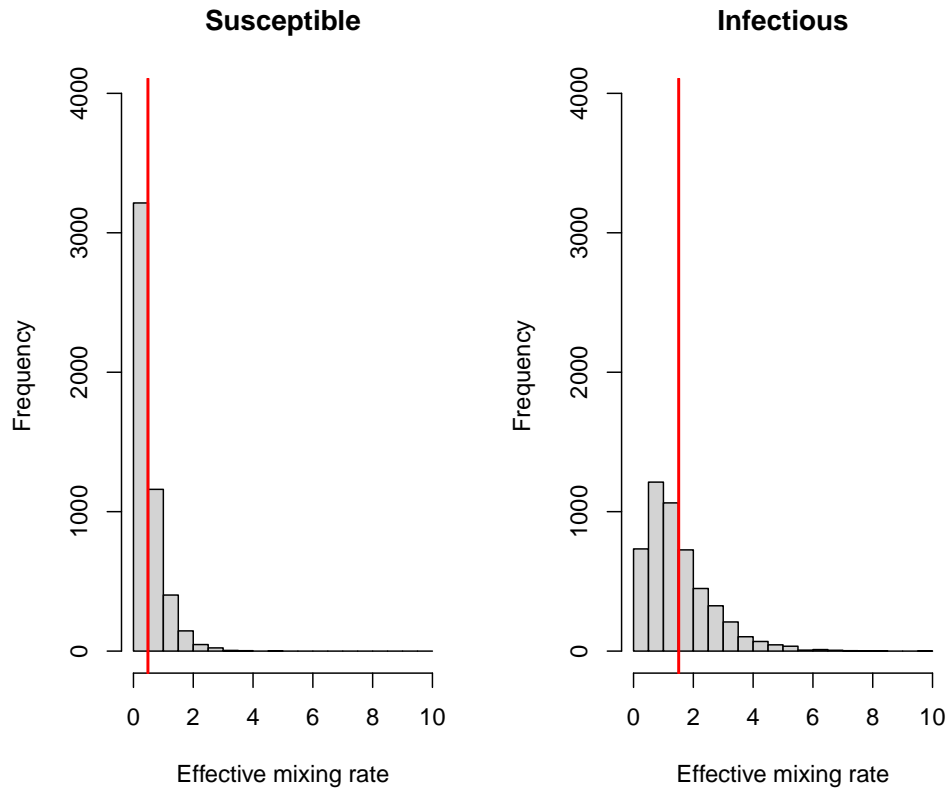 Susceptible
Frequency
4000
3000
2000
1000
0
0 2 4 6 8 10
Effective mixing rate
Infectious
Frequency
4000
3000
2000
1000
0
0 2 4 6 8 10
Effective mixing rate